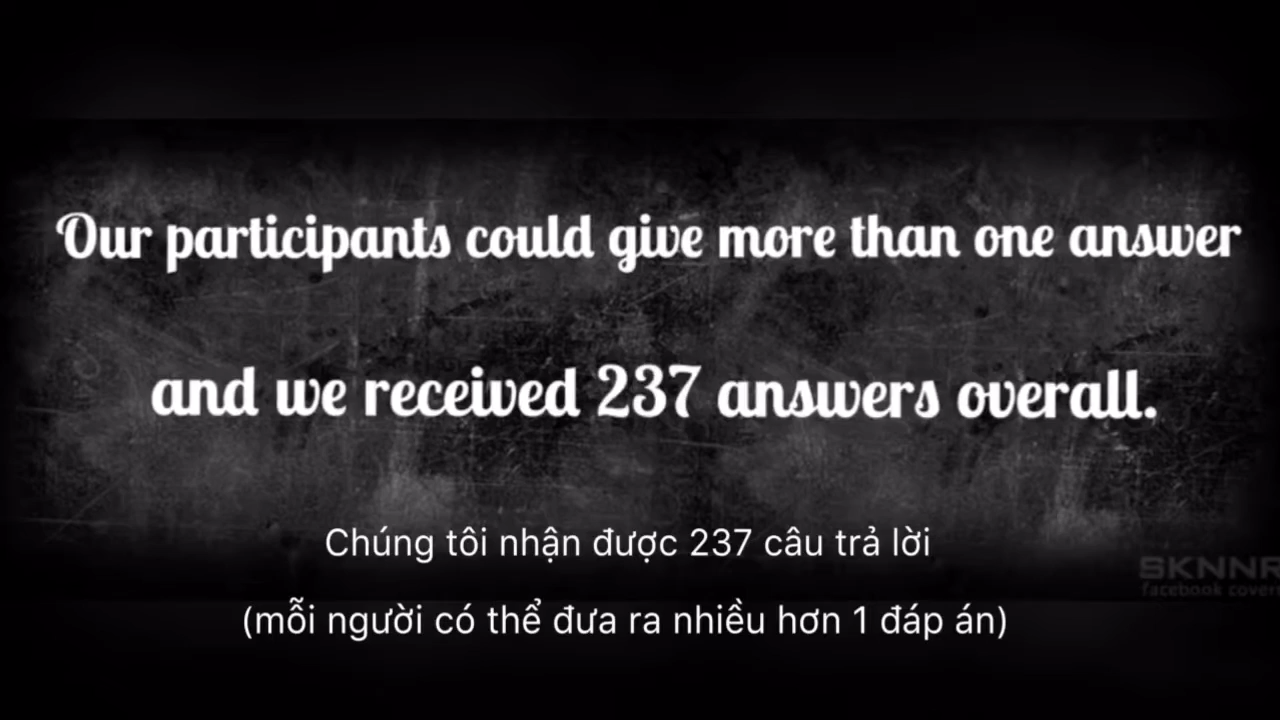 Our participants could give more than one answer
and we received 237 answers overall.
Chúng tôi nhận được 237 câu trả lời
(mỗi người có thể đưa ra nhiều hơn 1 đáp án)
SKNNR
facebook covers